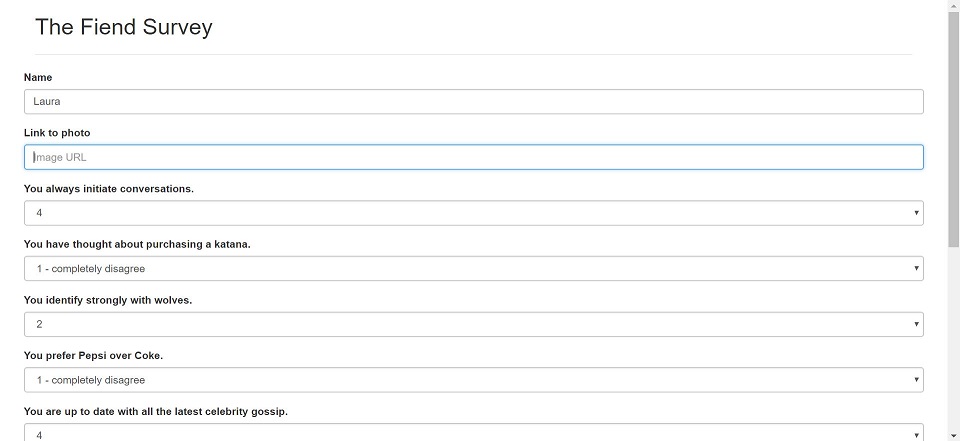 The Fiend Survey
Name
Laura
Link to photo
Image URL
You always initiate conversations.
4
You have thought about purchasing a katana.
1 - completely disagree
You identify strongly with wolves.
2
You prefer Pepsi over Coke.
1 - completely disagree
You are up to date with all the latest celebrity gossip.
4